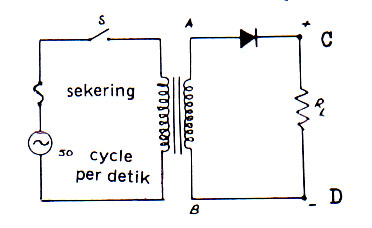 S
A
+ C
sekering
R
L
50 cycle
per detik
B
- D